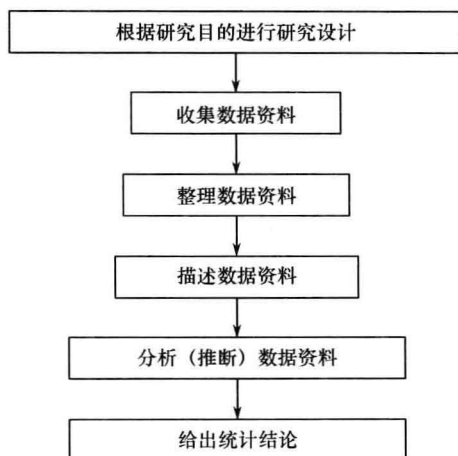 根据研究目的进行研究设计
收集数据资料
整理数据资料
描述数据资料
分析（推断）数据资料
给出统计结论